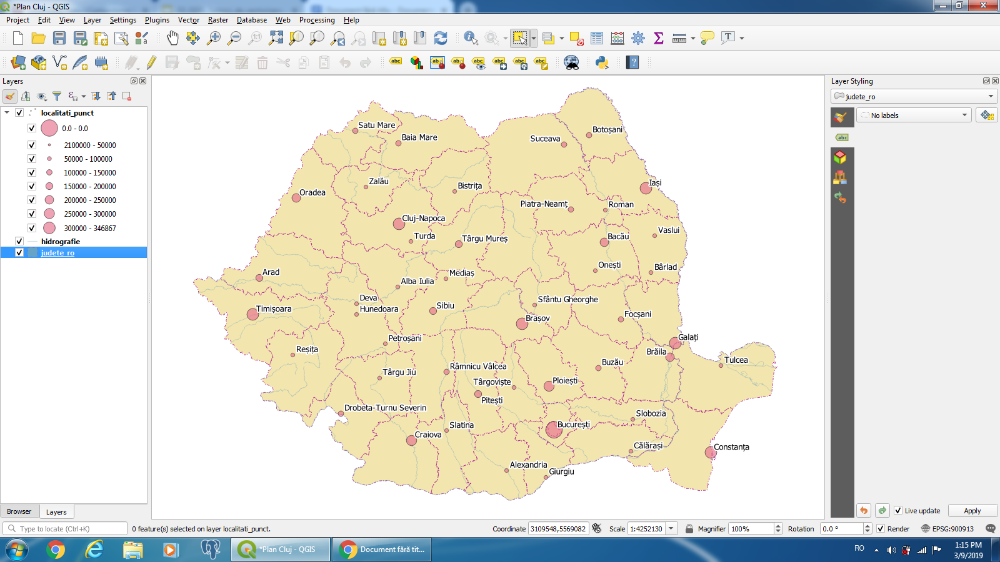 *Plan Cluj - QGIS
Project Edit View Layer Settings Plugins Vector Raster Database Web Processing Help
Layers
localitati_punct
0.0 - 0.0
2100000 - 50000
50000 - 100000
100000 - 150000
150000 - 200000
200000 - 250000
250000 - 300000
300000 - 346867
hidrografie
judete_ro
Satu Mare
Baia Mare
Suceava
Botoșani
Zalău
Bistrița
Iași
Oradea
Piatra-Neamț
Roman
Cluj-Napoca
Turda
Târgu Mureș
Bacău
Vaslui
Arad
Mediaș
Onești
Bârlad
Alba Iulia
Deva
Hunedoara
Timișoara
Sibiu
Sfântu Gheorghe
Brașov
Focșani
Petroșani
Galați
Reșița
Brăila
Tulcea
Râmnicu Vâlcea
Buzău
Târgu Jiu
Târgoviște
Ploiești
Pitești
Drobeta-Turnu Severin
Slobozia
Slatina
București
Craiova
Călărași
Constanța
Alexandria
Giurgiu
Layer Styling
judete_ro
No labels
abc
Live update
Apply
Browser
Layers
Type to locate (Ctrl+K)
0 feature(s) selected on layer localitati_punct.
Coordinate 3109548,5569082
Scale 1:4252130
Magnifier 100%
Rotation 0.0 °
Render
EPSG:900913
*Plan Cluj - QGIS
Document fără tit...
RO
1:15 PM
3/9/2019